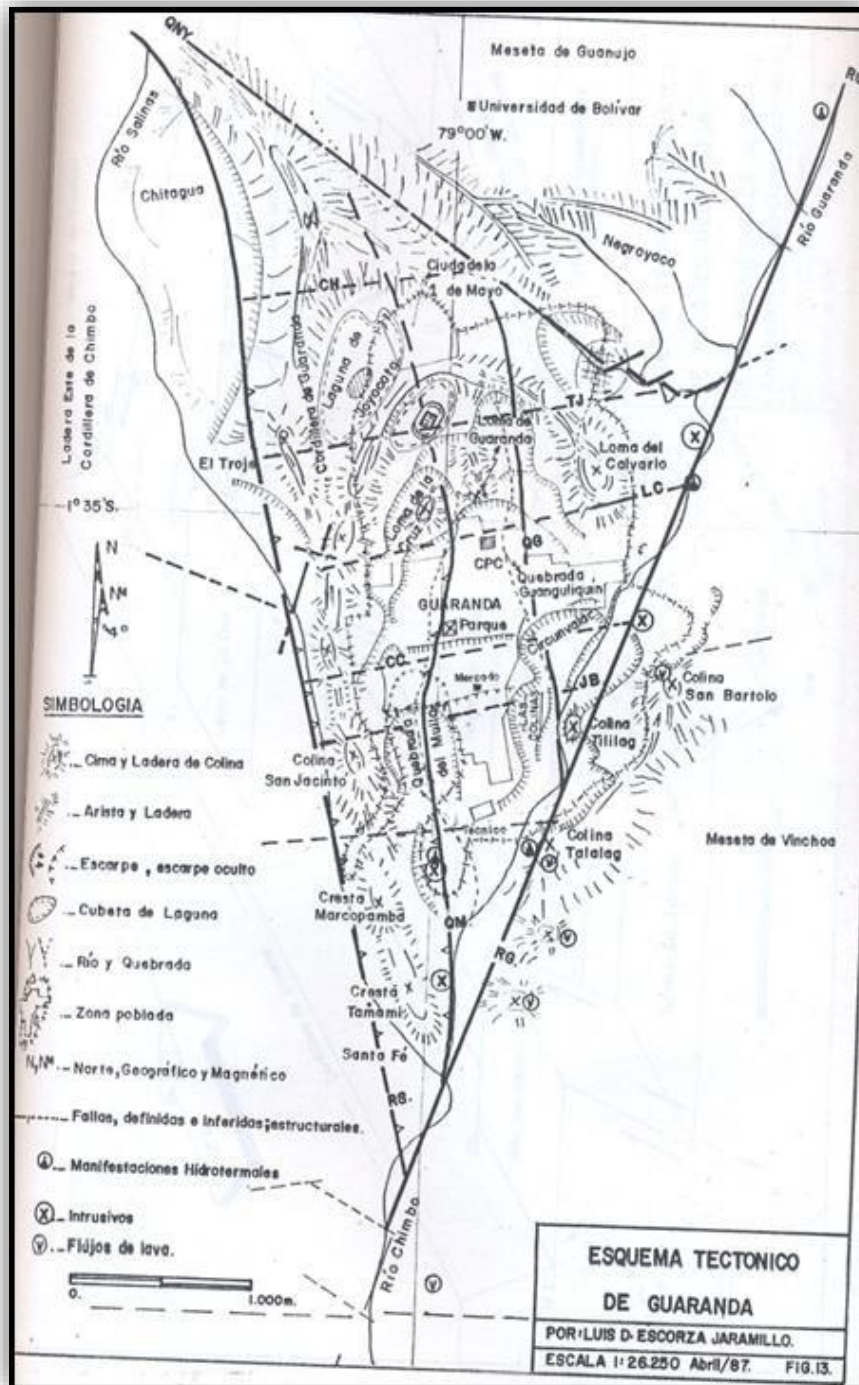 QNY
Meseta de Guanujo
Universidad de Bolívar
79°00'W.
Río Salinas
Chitagua
Río Guaranda
Negroyaco
Ciudadela
1 de Mayo
CH
Ladera Este de la
Cordillera de Chimbo
Cordillera de Guaranda
Laguna de
Joyocoto
TJ
Loma de
Guaranda
Loma del
Calvario
El Troje
LC
1°35'S.
Loma de la
Cruz
QG
CPC
Quebrada
Guanguliquin
N
NM
4°
GUARANDA
Parque
Circunvalac
CC
Mercado
JB
Colina
San Bartolo
LAS
COLINAS
Colina
Tililag
Quebrada
del Mullo
Colina
San Jacinto
Técnico
Colina
Talalag
Meseta de Vinchoa
Cresta
Marcopamba
QM
RG.
Cresta
Tamami
Santa Fé
RS.
Río Chimbo
SIMBOLOGIA
Cima y Ladera de Colina
Arista y Ladera
Escarpe, escarpe oculto
Cubeta de Laguna
Río y Quebrada
Zona poblada
N, NM.- Norte, Geográfico y Magnético
Fallas, definidas e inferidas; estructurales.
Manifestaciones Hidrotermales
X Intrusivos
V Flujos de lava.
0. 1.000m.
ESQUEMA TECTONICO
DE GUARANDA
POR: LUIS D. ESCORZA JARAMILLO.
ESCALA 1:26.250 Abril/87. FIG.13.